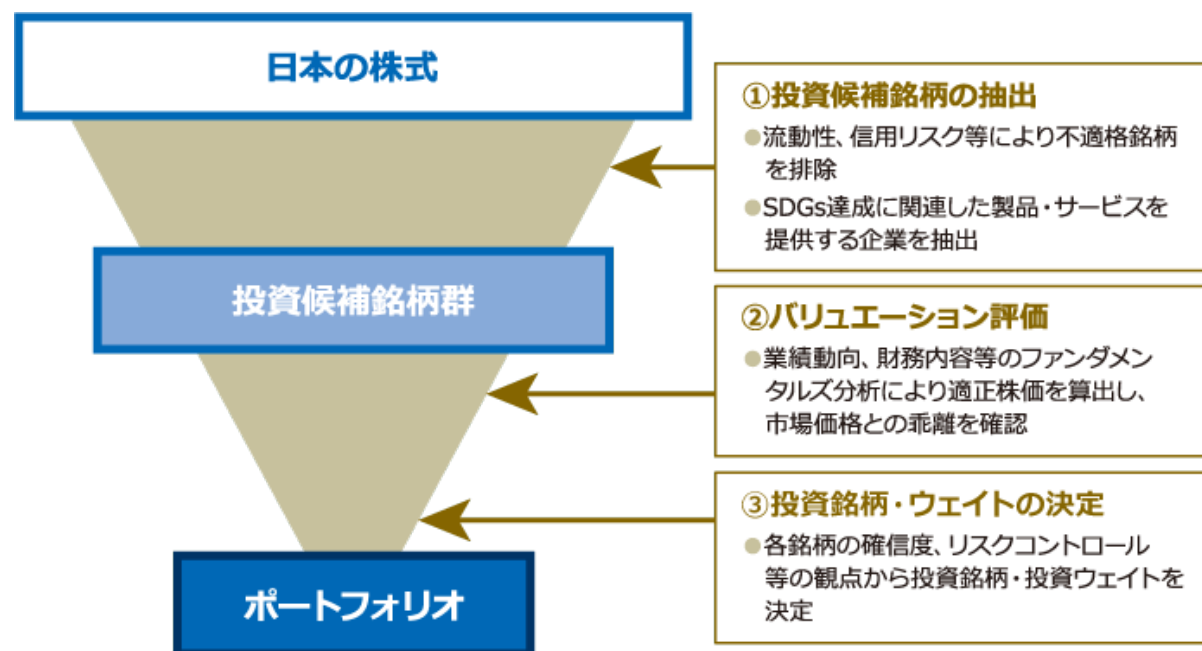 日本の株式
投資候補銘柄群
ポートフォリオ
①投資候補銘柄の抽出
●流動性、信用リスク等により不適格銘柄
を排除
●SDGs達成に関連した製品・サービスを
提供する企業を抽出
②バリュエーション評価
●業績動向、財務内容等のファンダメン
タルズ分析により適正株価を算出し、
市場価格との乖離を確認
③投資銘柄・ウェイトの決定
●各銘柄の確信度、リスクコントロール
等の観点から投資銘柄・投資ウェイトを
決定